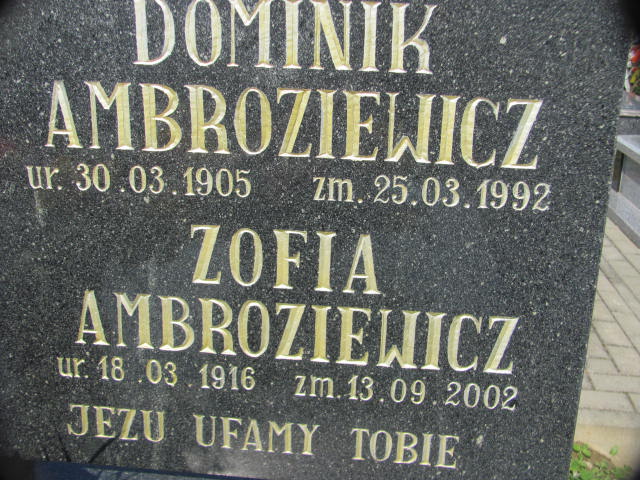 DOMINIK
AMBROZIEWICZ
ur. 30.03.1905 zm. 25.03.1992
ZOFIA
AMBROZIEWICZ
ur. 18.03.1916 zm. 13.09.2002
JEZU UFAMY TOBIE